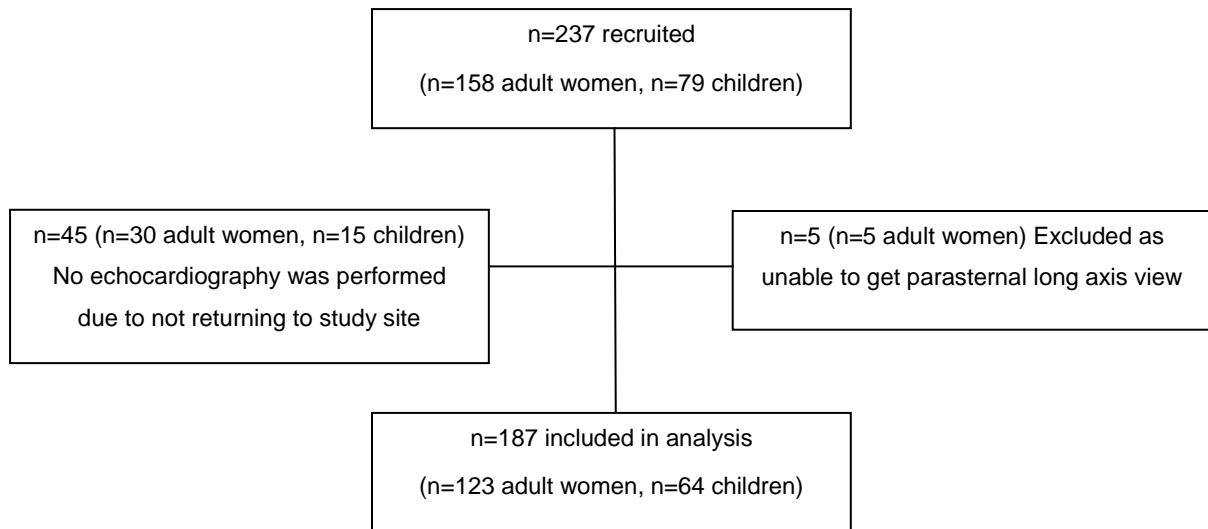 n=237 recruited
(n=158 adult women, n=79 children)
n=45 (n=30 adult women, n=15 children)
No echocardiography was performed
due to not returning to study site
n=5 (n=5 adult women) Excluded as
unable to get parasternal long axis view
n=187 included in analysis
(n=123 adult women, n=64 children)